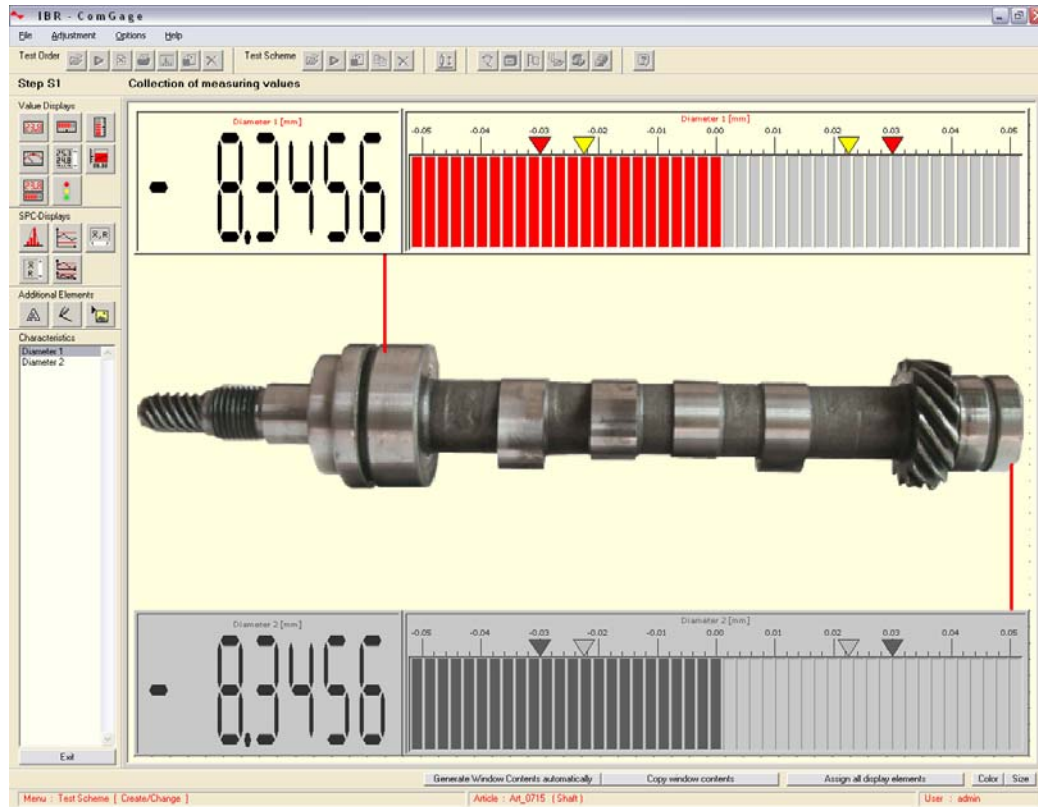 IBR - ComGage
File Adjustment Options Help
Test Order Test Scheme
Step S1 Collection of measuring values
Value Displays
SPC-Displays
Additional Elements
Characteristics
Diameter 1
Diameter 2
Exit
Diameter 1 [mm]
- 8.3456
Diameter 1 [mm]
-0.05 -0.04 -0.03 -0.02 -0.01 0.00 0.01 0.02 0.03 0.04 0.05
Diameter 2 [mm]
- 8.3456
Diameter 2 [mm]
-0.05 -0.04 -0.03 -0.02 -0.01 0.00 0.01 0.02 0.03 0.04 0.05
Generate Window Contents automatically Copy window contents Assign all display elements Color Size
Menu : Test Scheme [ Create/Change ] Article : Art_0715 ( Shaft ) User : admin